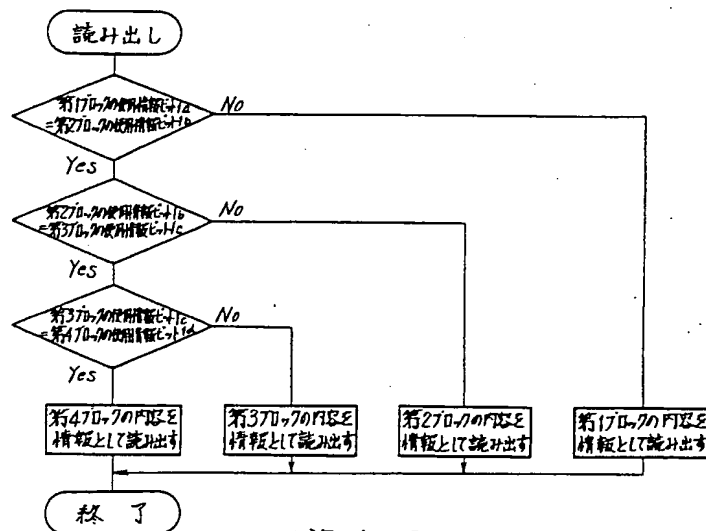 読み出し
第1ブロックの使用情報ビット1a
=第2ブロックの使用情報ビット1b
No
Yes
第2ブロックの使用情報ビット1b
=第3ブロックの使用情報ビット1c
No
Yes
第3ブロックの使用情報ビット1c
=第4ブロックの使用情報ビット1d
No
Yes
第4ブロックの内容を
情報として読み出す
第3ブロックの内容を
情報として読み出す
第2ブロックの内容を
情報として読み出す
第1ブロックの内容を
情報として読み出す
終了